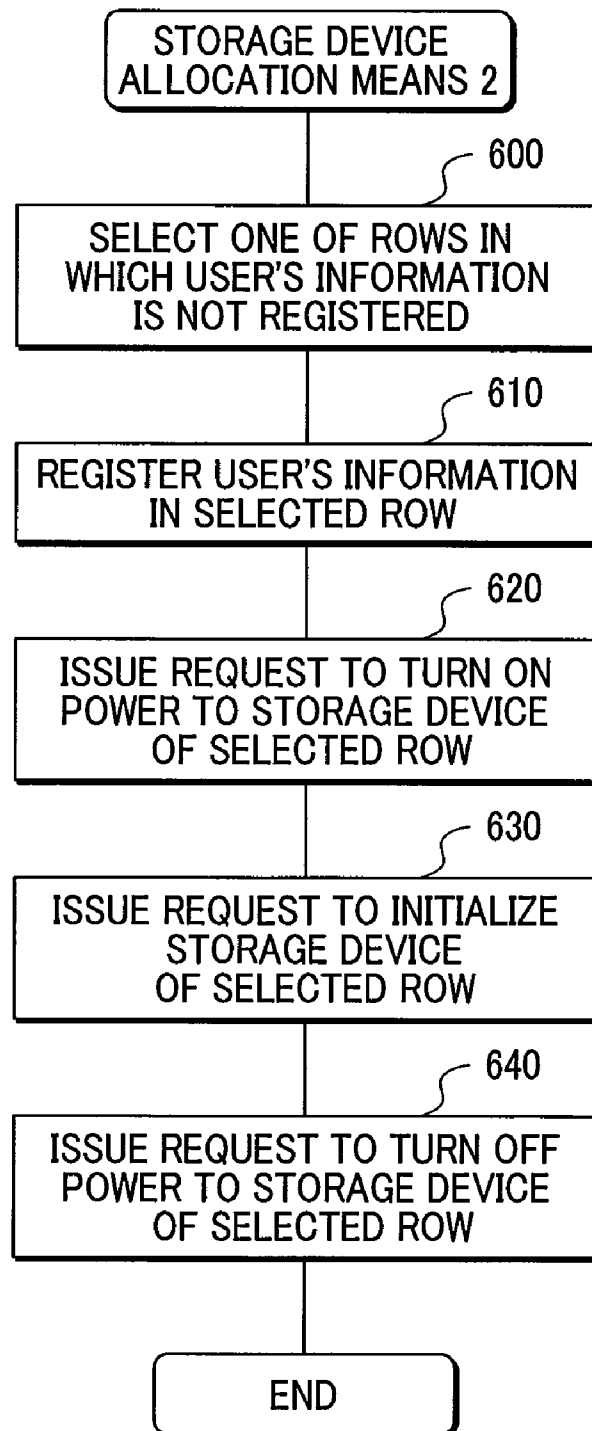 STORAGE DEVICE
ALLOCATION MEANS 2
600
SELECT ONE OF ROWS IN
WHICH USER'S INFORMATION
IS NOT REGISTERED
610
REGISTER USER'S INFORMATION
IN SELECTED ROW
620
ISSUE REQUEST TO TURN ON
POWER TO STORAGE DEVICE
OF SELECTED ROW
630
ISSUE REQUEST TO INITIALIZE
STORAGE DEVICE
OF SELECTED ROW
640
ISSUE REQUEST TO TURN OFF
POWER TO STORAGE DEVICE
OF SELECTED ROW
END